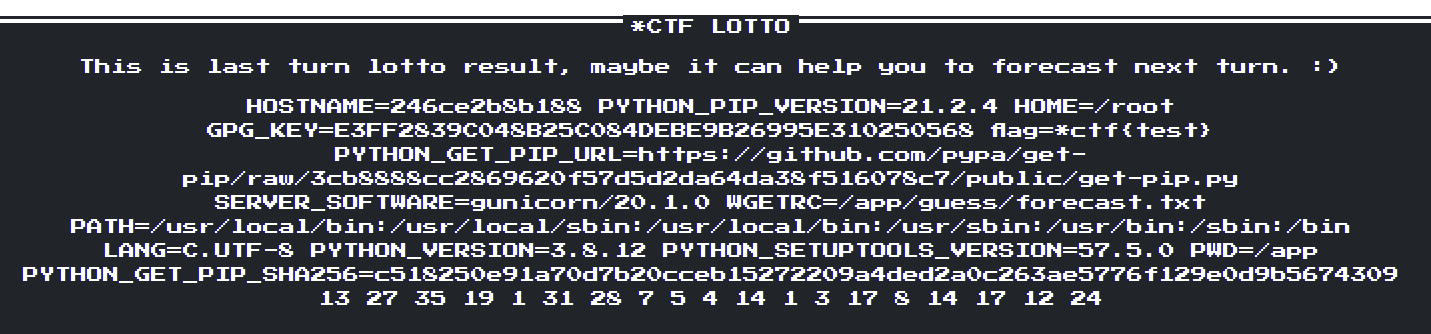 *CTF LOTTO
This is last turn lotto result, maybe it can help you to forecast next turn. :)
HOSTNAME=246ce2b8b188 PYTHON_PIP_VERSION=21.2.4 HOME=/root
GPG_KEY=E3FF2839C048B25C084DEBE9B26995E310250568 flag=*ctf{test}
PYTHON_GET_PIP_URL=https://github.com/pypa/get-
pip/raw/3cb8888cc2869620f57d5d2da64da38f516078c7/public/get-pip.py
SERVER_SOFTWARE=gunicorn/20.1.0 WGETRC=/app/guess/forecast.txt
PATH=/usr/local/bin:/usr/local/sbin:/usr/local/bin:/usr/sbin:/usr/bin:/sbin:/bin
LANG=C.UTF-8 PYTHON_VERSION=3.8.12 PYTHON_SETUPTOOLS_VERSION=57.5.0 PWD=/app
PYTHON_GET_PIP_SHA256=c518250e91a70d7b20cceb15272209a4ded2a0c263ae5776f129e0d9b5674309
13 27 35 19 1 31 28 7 5 4 14 1 3 17 8 14 17 12 24